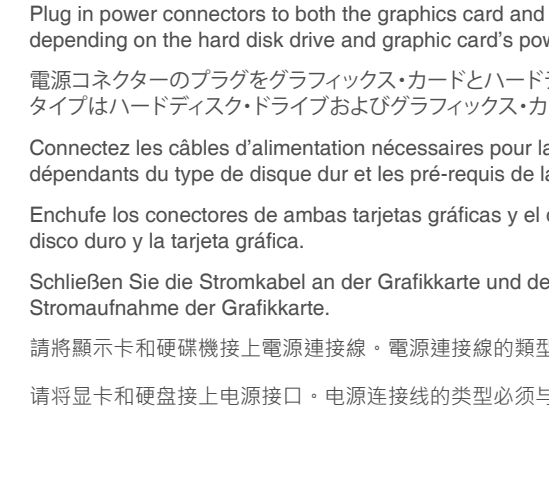 Plug in power connectors to both the graphics card and
depending on the hard disk drive and graphic card's pow
電源コネクターのプラグをグラフィックス・カードとハード
タイプはハードディスク・ドライブおよびグラフィックス・カ
Connectez les câbles d'alimentation nécessaires pour la
dépendants du type de disque dur et les pré-requis de la
Enchufe los conectores de ambas tarjetas gráficas y el
disco duro y la tarjeta gráfica.
Schließen Sie die Stromkabel an der Grafikkarte und de
Stromaufnahme der Grafikkarte.
請將顯示卡和硬碟機接上電源連接線。電源連接線的類型
请将显卡和硬盘接上电源接口。电源连接线的类型必须与